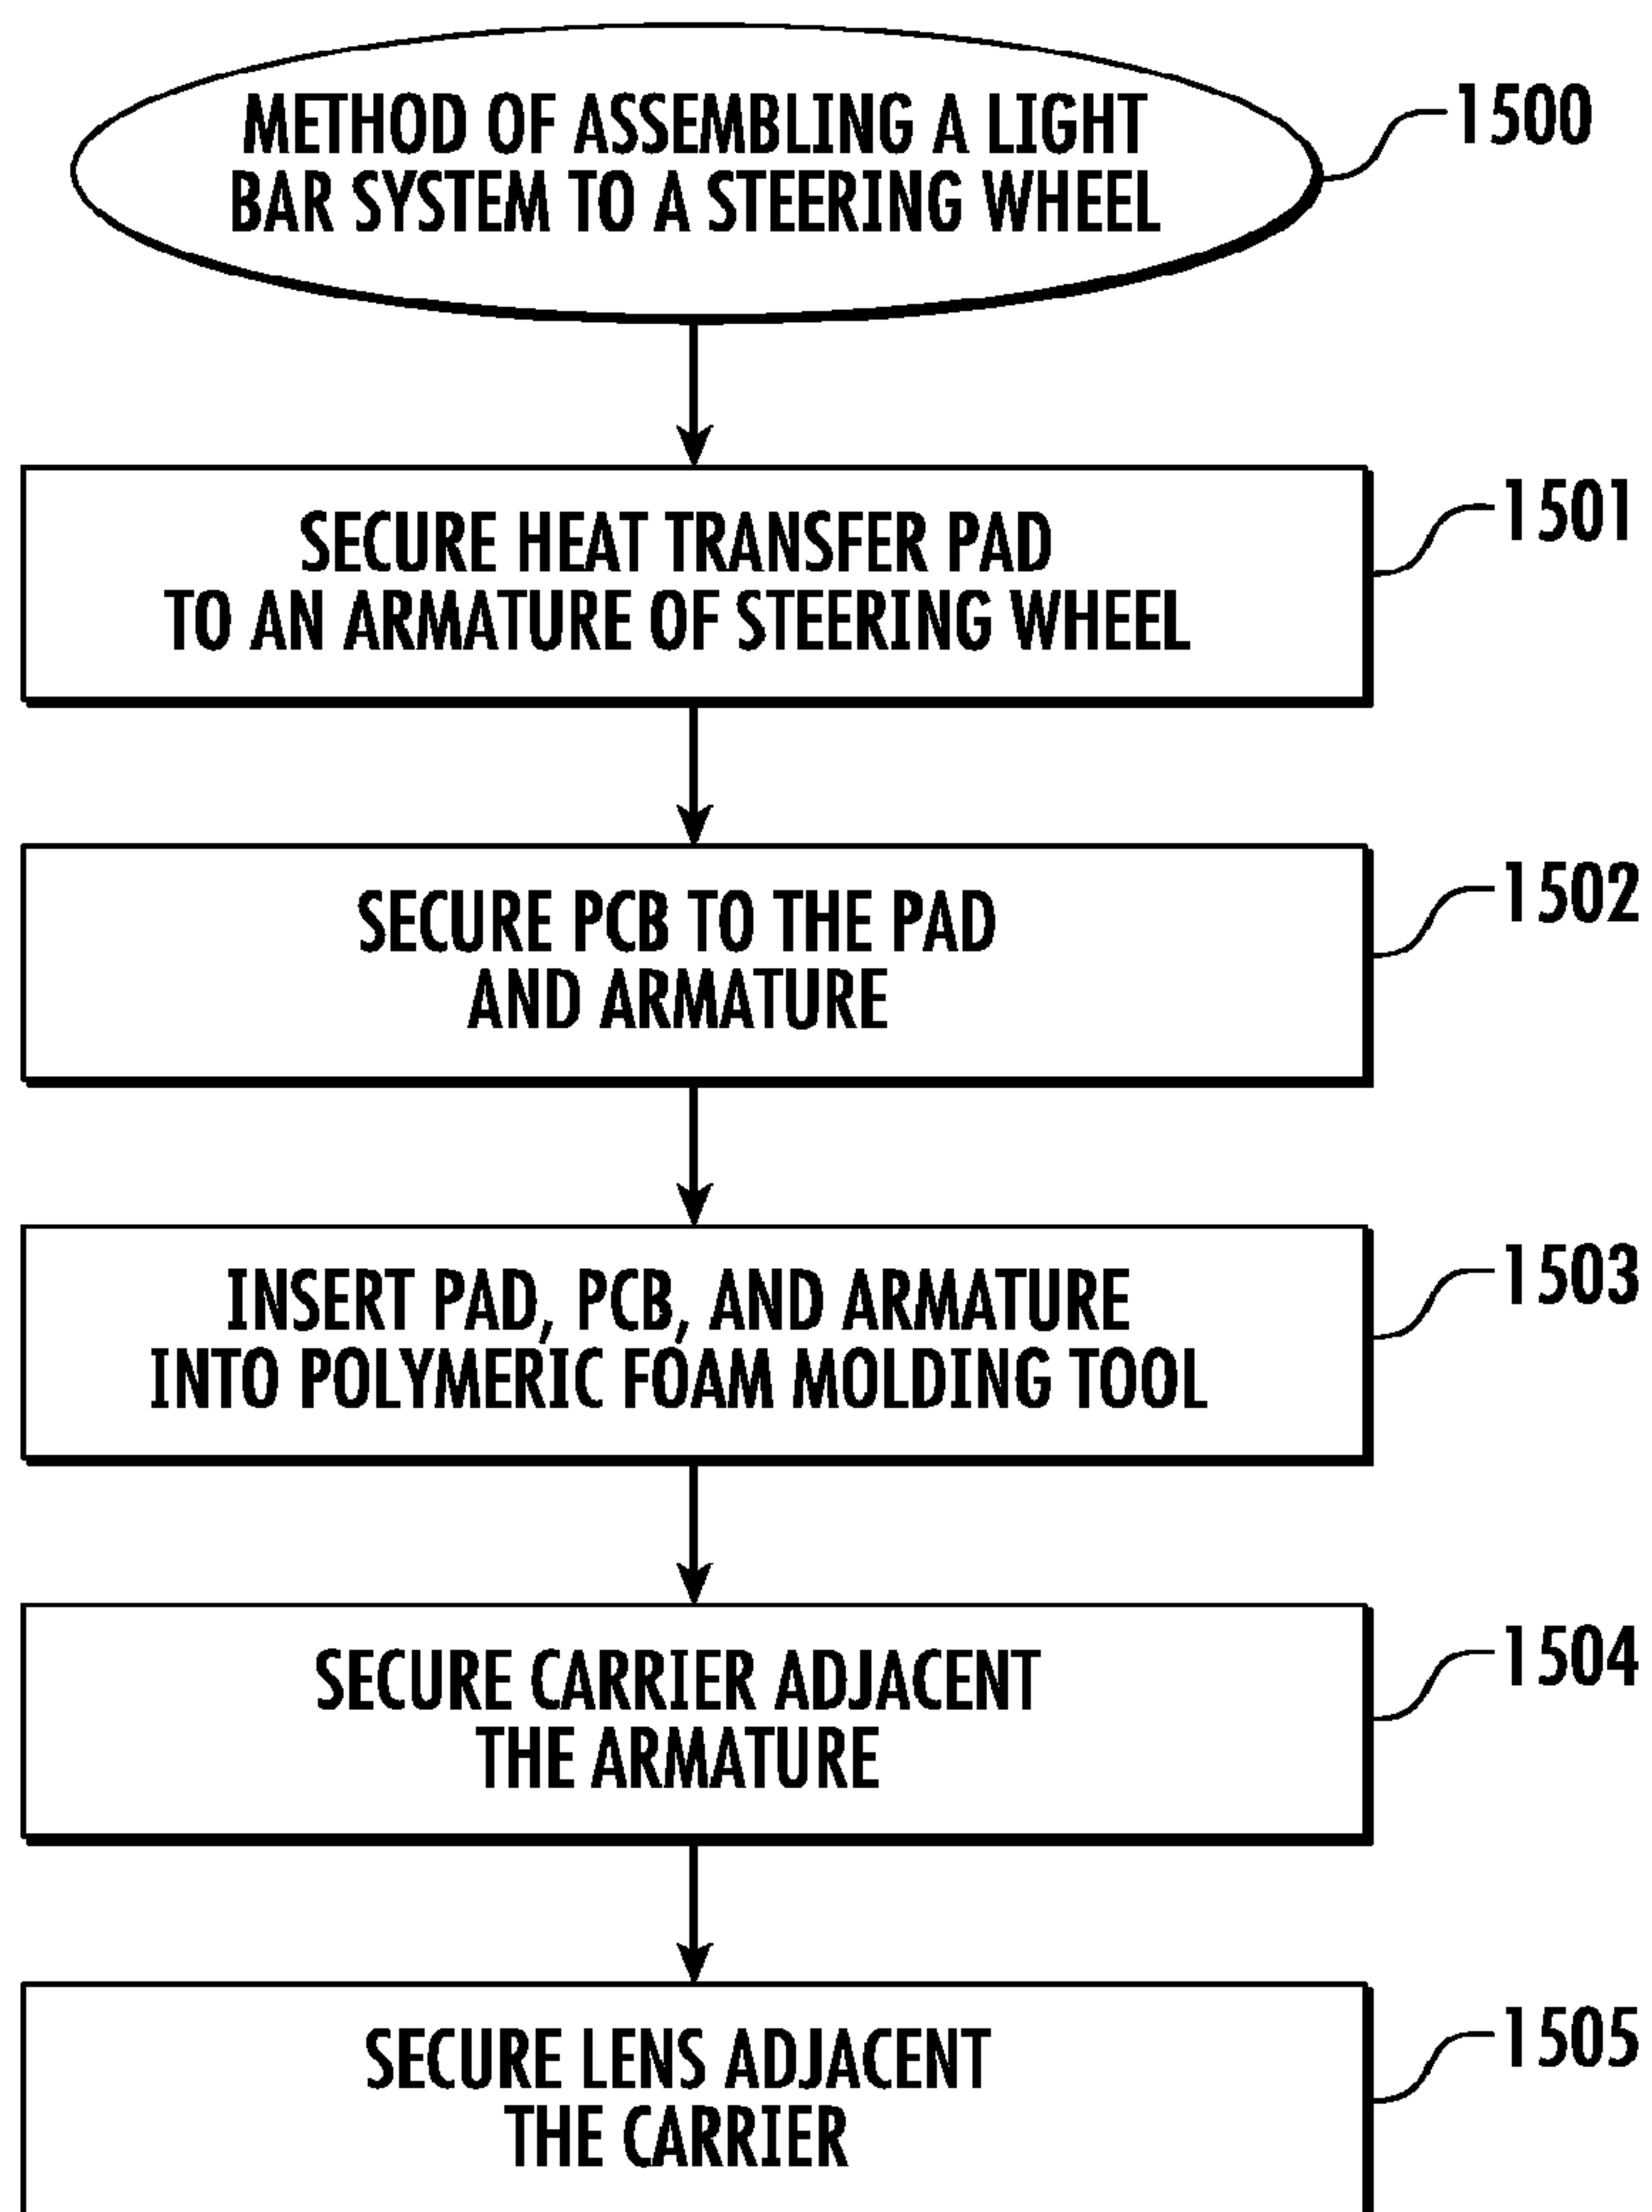 METHOD OF ASSEMBLING A LIGHT
BAR SYSTEM TO A STEERING WHEEL
1500
SECURE HEAT TRANSFER PAD
TO AN ARMATURE OF STEERING WHEEL
1501
SECURE PCB TO THE PAD
AND ARMATURE
1502
INSERT PAD, PCB, AND ARMATURE
INTO POLYMERIC FOAM MOLDING TOOL
1503
SECURE CARRIER ADJACENT
THE ARMATURE
1504
SECURE LENS ADJACENT
THE CARRIER
1505